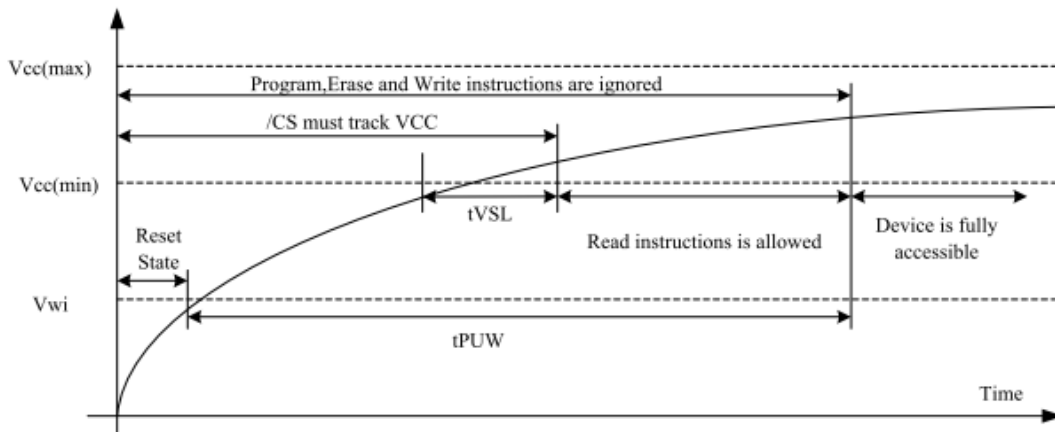 Vcc(max)
Program,Erase and Write instructions are ignored
/CS must track VCC
Vcc(min)
tVSL
Reset
State
Read instructions is allowed
Device is fully
accessible
Vwi
tPUW
Time